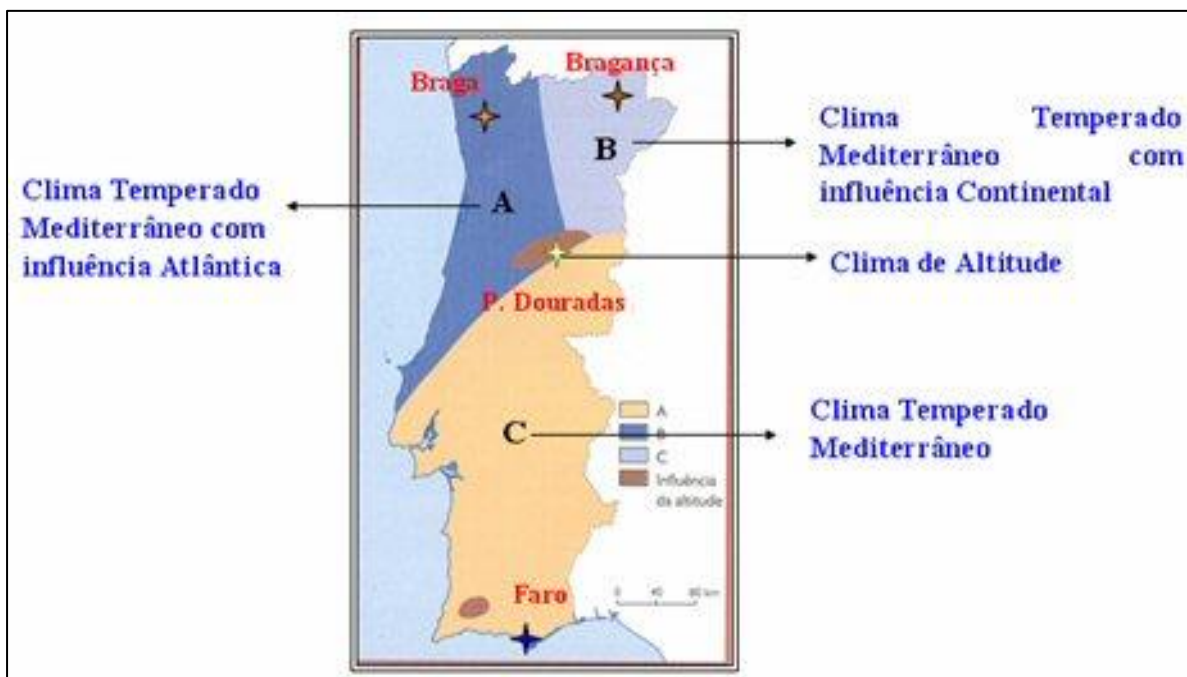 Braga
Bragança
B
Clima Temperado
Mediterrâneo com
influência Continental
Clima Temperado
Mediterrâneo com
influência Atlântica
A
Clima de Altitude
P. Douradas
C
Clima Temperado
Mediterrâneo
A
B
C
Influência
da altitude
Faro
0 40 80 km